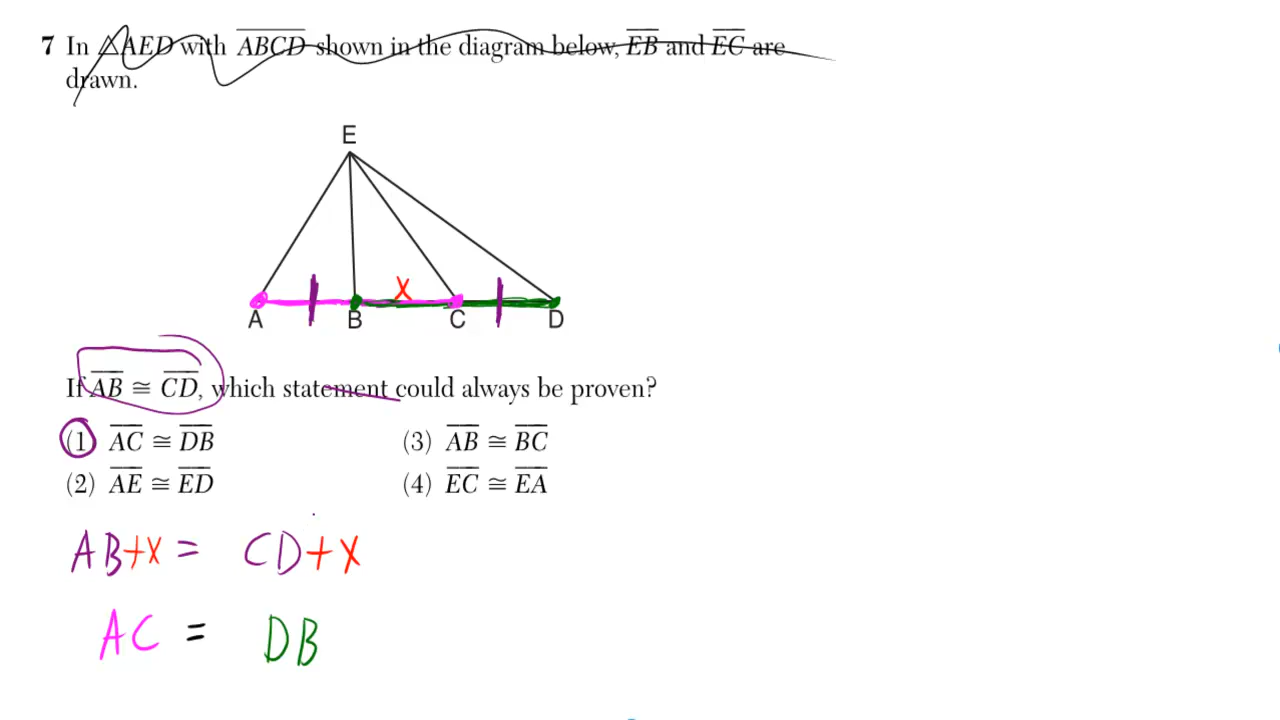 7 In △AED with ABCD shown in the diagram below, EB and EC are
drawn.
E
X
A B C D
If AB ≅ CD, which statement could always be proven?
(1) AC ≅ DB (3) AB ≅ BC
(2) AE ≅ ED (4) EC ≅ EA
AB+X = CD+X
AC = DB